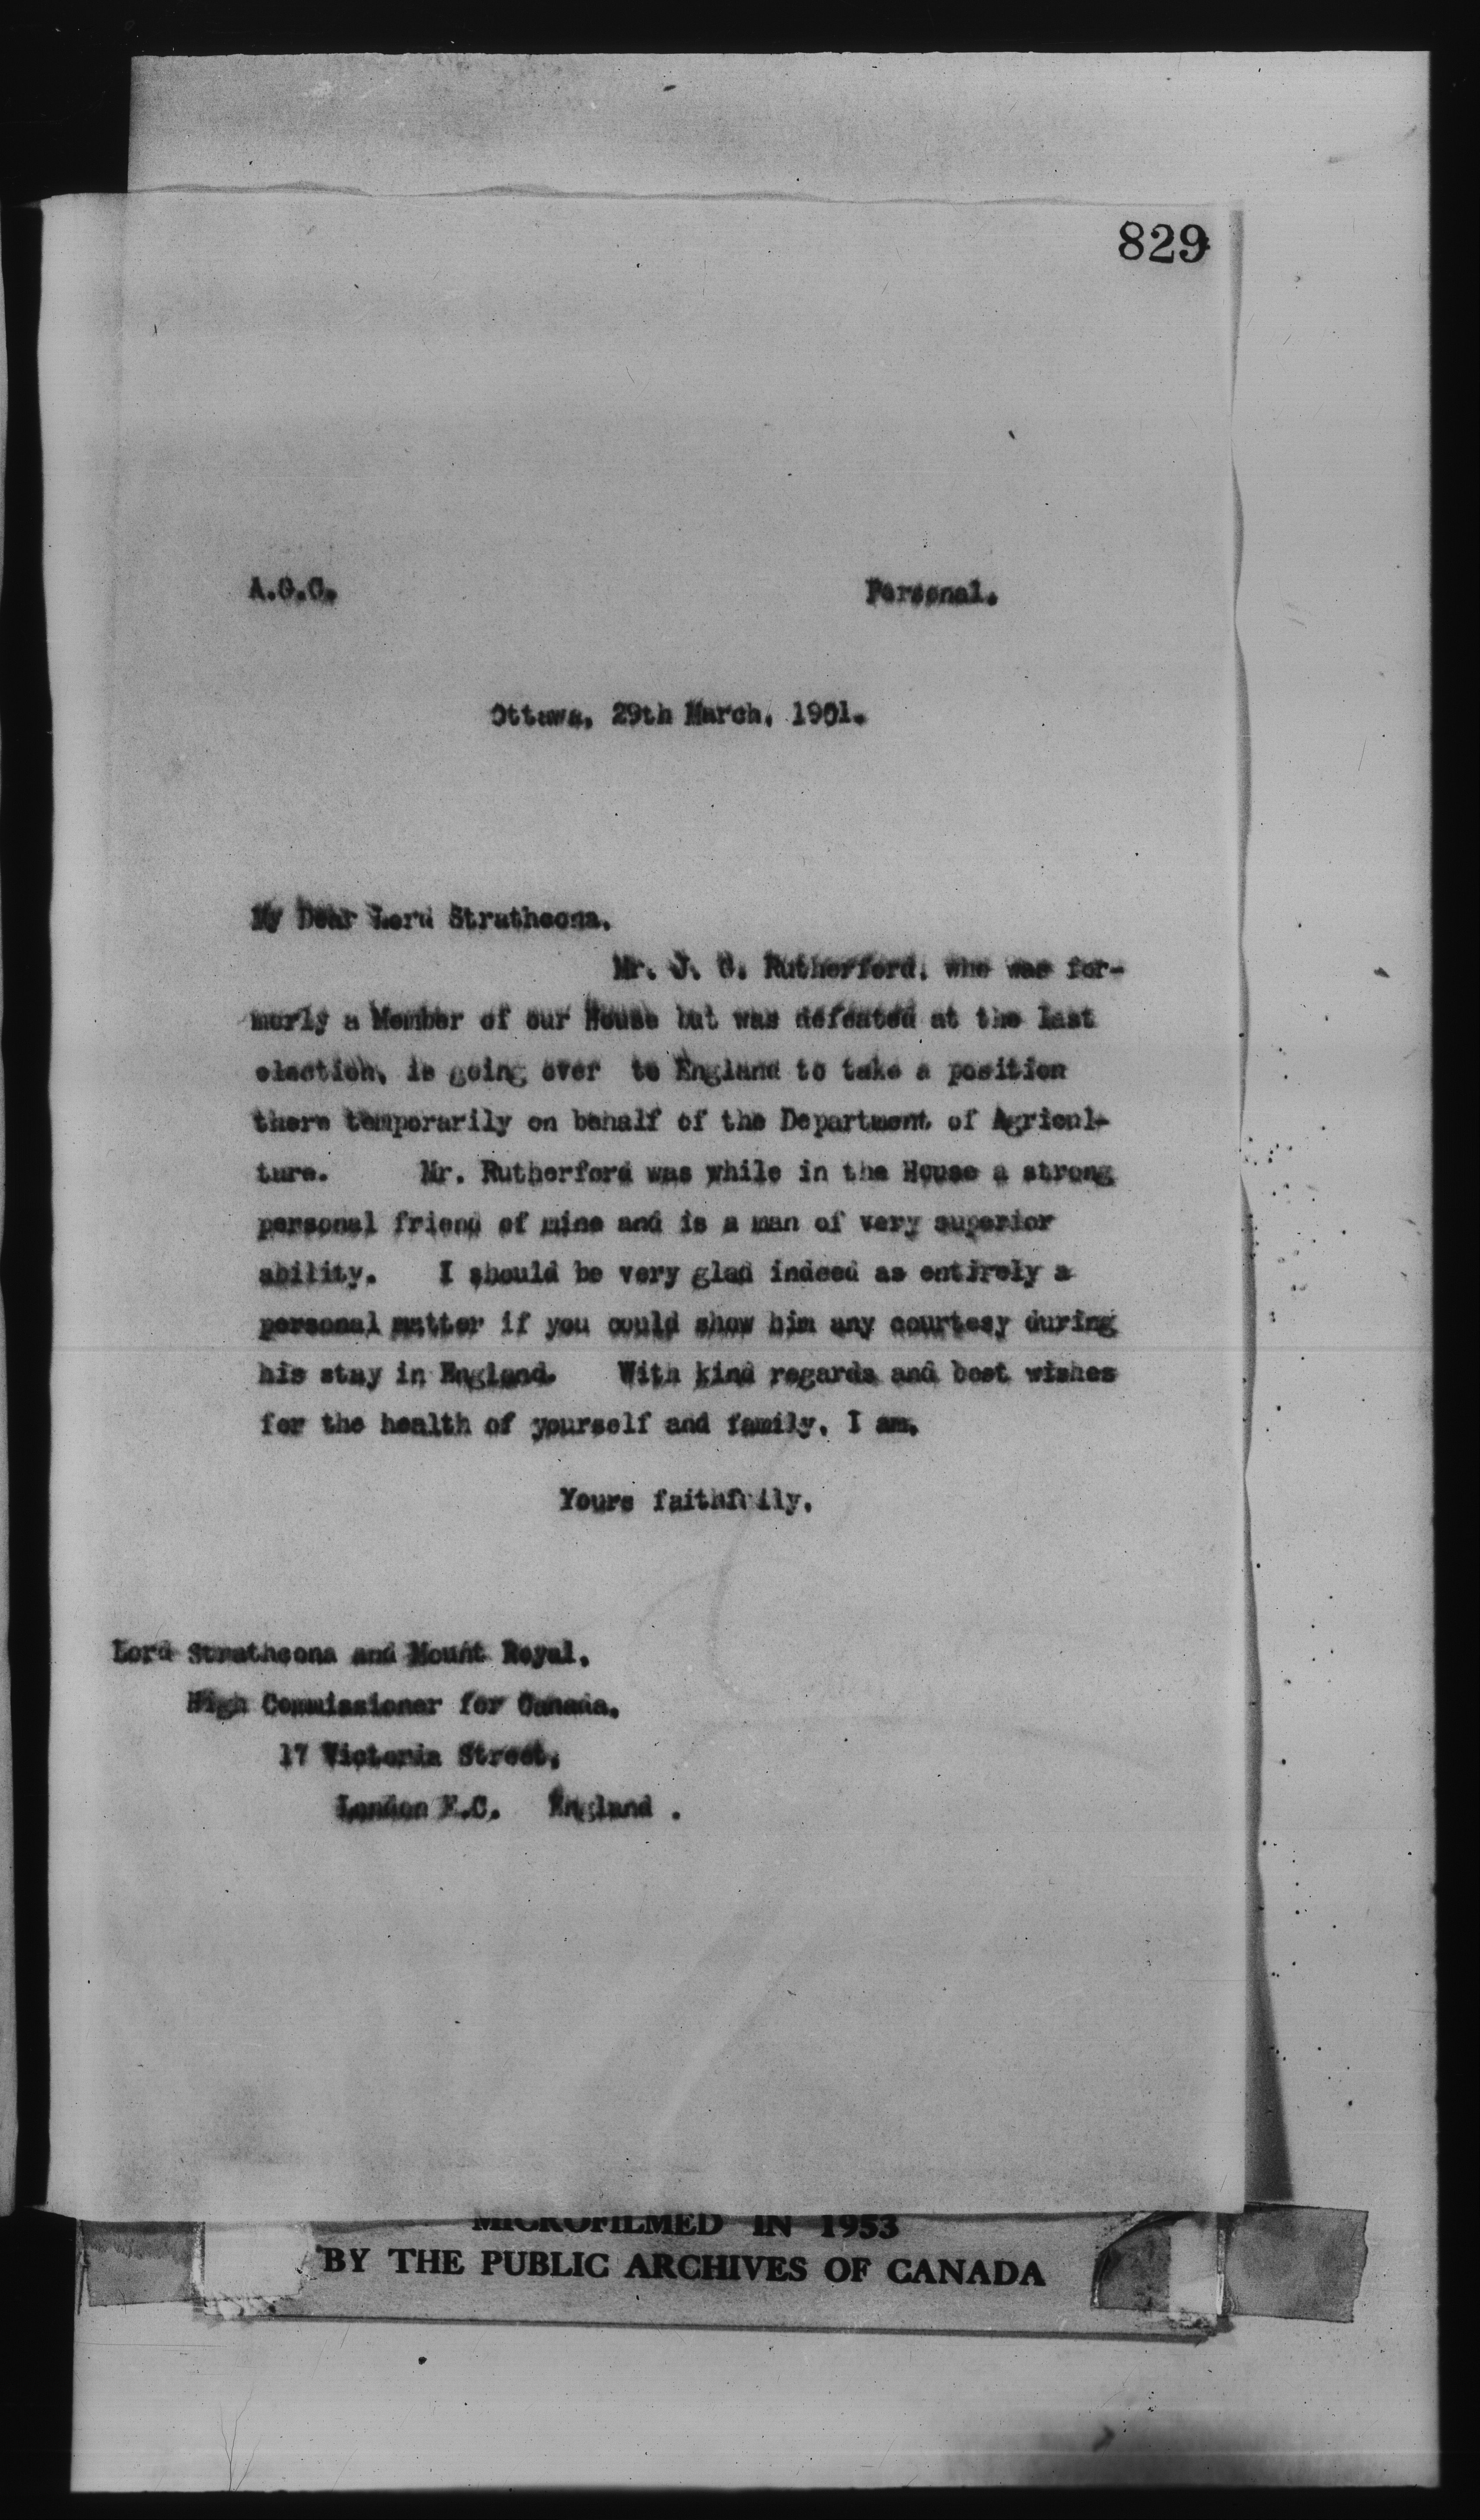 829
A.G.C. Personal.
Ottawa, 29th March, 1901.
My Dear Lord Strathcona,
Mr. J. G. Rutherford, who was for-
merly a Member of our House but was defeated at the last
election, is going over to England to take a position
there temporarily on behalf of the Department of Agricul-
ture. Mr. Rutherford was while in the House a strong
personal friend of mine and is a man of very superior
ability. I should be very glad indeed as entirely a
personal matter if you could show him any courtesy during
his stay in England. With kind regards and best wishes
for the health of yourself and family, I am,
Yours faithfully,
Lord Strathcona and Mount Royal,
High Commissioner for Canada,
17 Victoria Street,
London E.C. England .
MICROFILMED IN 1953
BY THE PUBLIC ARCHIVES OF CANADA